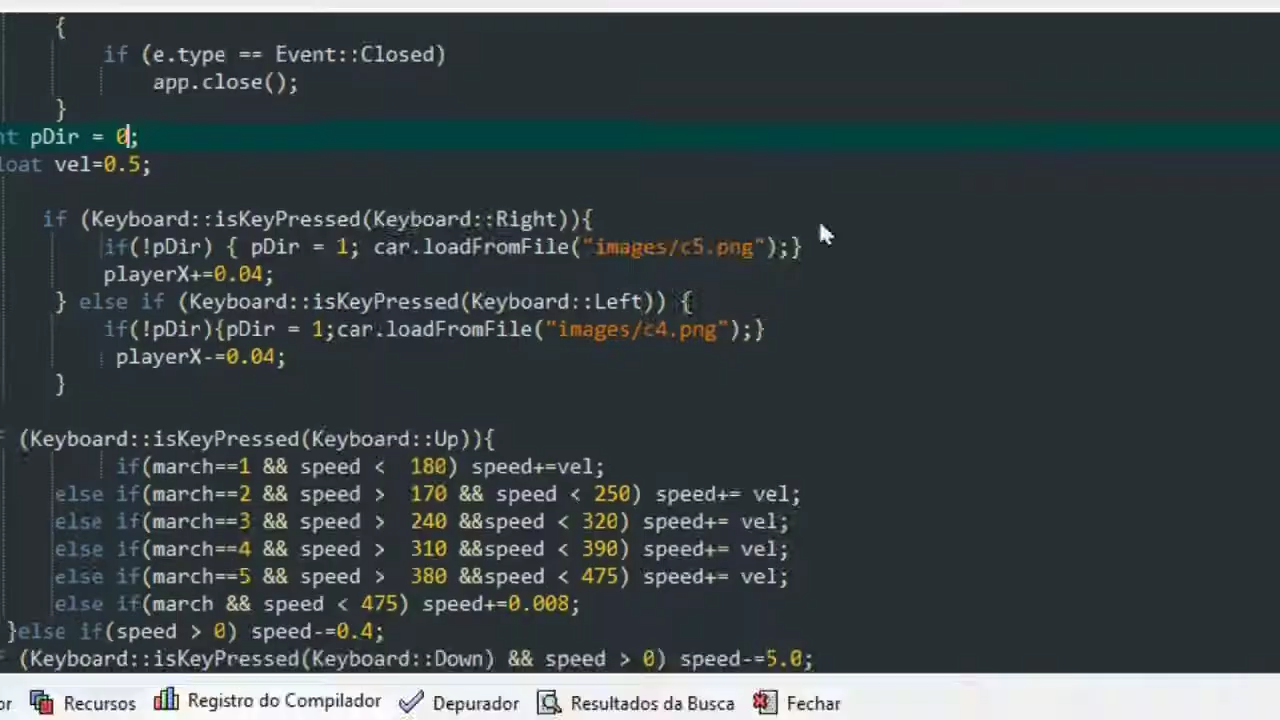 {
if (e.type == Event::Closed)
app.close();
}
nt pDir = 0;
loat vel=0.5;
if (Keyboard::isKeyPressed(Keyboard::Right)){
if(!pDir) { pDir = 1; car.loadFromFile("images/c5.png");}
playerX+=0.04;
} else if (Keyboard::isKeyPressed(Keyboard::Left)) {
if(!pDir){pDir = 1;car.loadFromFile("images/c4.png");}
playerX-=0.04;
}
f (Keyboard::isKeyPressed(Keyboard::Up)){
if(march==1 && speed <  180) speed+=vel;
else if(march==2 && speed >  170 && speed < 250) speed+= vel;
else if(march==3 && speed >  240 &&speed < 320) speed+= vel;
else if(march==4 && speed >  310 &&speed < 390) speed+= vel;
else if(march==5 && speed >  380 &&speed < 475) speed+= vel;
else if(march && speed < 475) speed+=0.008;
}else if(speed > 0) speed-=0.4;
f (Keyboard::isKeyPressed(Keyboard::Down) && speed > 0) speed-=5.0;
or Recursos Registro do Compilador Depurador Resultados da Busca Fechar